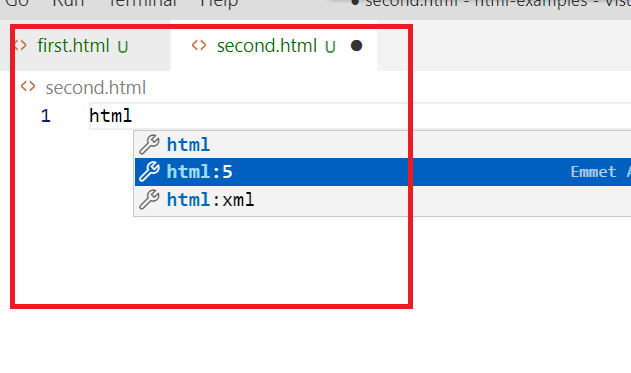 Go Run Terminal Help ● second.html - html-examples - Visu
<> first.html U <> second.html U ●
<> second.html
1 html
html
html:5 Emmet A
html:xml